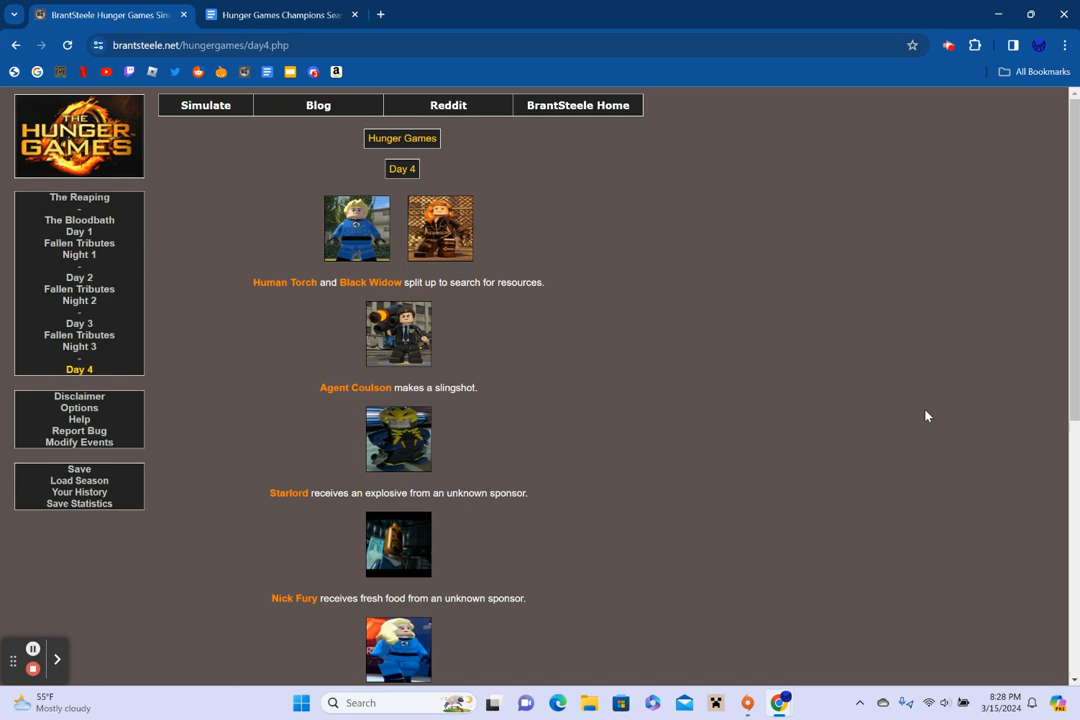 BrantSteele Hunger Games Sim
Hunger Games Champions Sea
brantsteele.net/hungergames/day4.php
All Bookmarks
THE HUNGER GAMES
Simulate Blog Reddit BrantSteele Home
Hunger Games
Day 4
The Reaping
-
The Bloodbath
Day 1
Fallen Tributes
Night 1
-
Day 2
Fallen Tributes
Night 2
-
Day 3
Fallen Tributes
Night 3
-
Day 4
Disclaimer
Options
Help
Report Bug
Modify Events
Save
Load Season
Your History
Save Statistics
Human Torch and Black Widow split up to search for resources.
Agent Coulson makes a slingshot.
Starlord receives an explosive from an unknown sponsor.
Nick Fury receives fresh food from an unknown sponsor.
55°F
Mostly cloudy
Search
8:28 PM
3/15/2024